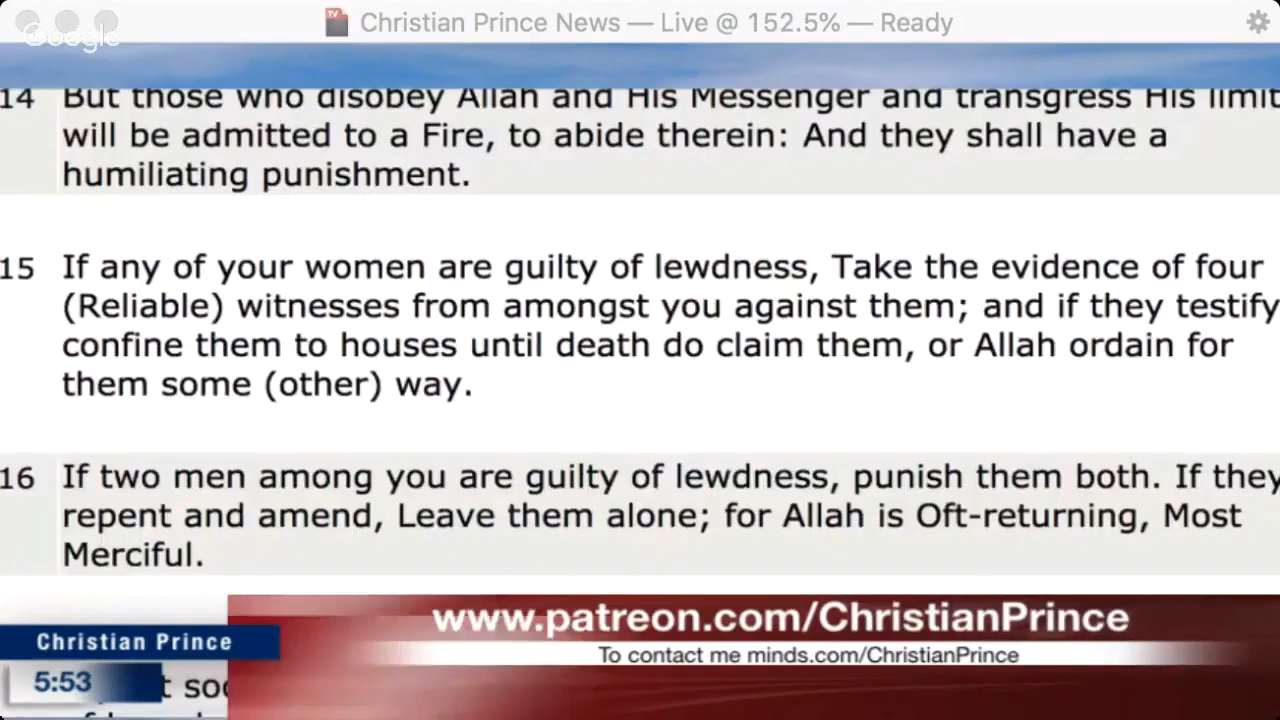 Christian Prince News — Live @ 152.5% — Ready
Google
14 But those who disobey Allah and His Messenger and transgress His limit
will be admitted to a Fire, to abide therein: And they shall have a
humiliating punishment.
15 If any of your women are guilty of lewdness, Take the evidence of four
(Reliable) witnesses from amongst you against them; and if they testify
confine them to houses until death do claim them, or Allah ordain for
them some (other) way.
16 If two men among you are guilty of lewdness, punish them both. If they
repent and amend, Leave them alone; for Allah is Oft-returning, Most
Merciful.
www.patreon.com/ChristianPrince
Christian Prince
To contact me minds.com/ChristianPrince
5:53